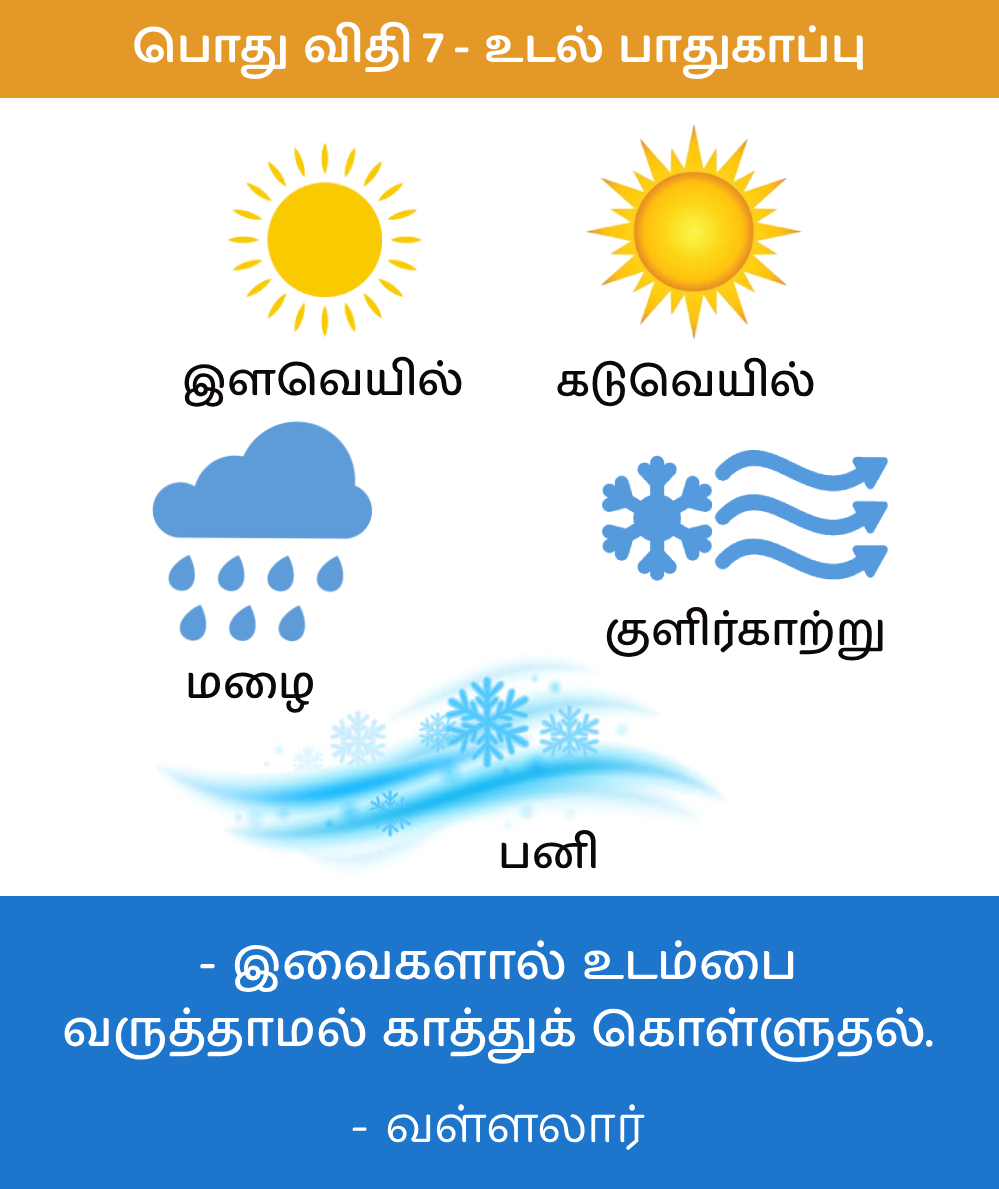 பொது விதி 7 - உடல் பாதுகாப்பு
இளவெயில்
கடுவெயில்
மழை
குளிர்காற்று
பனி
- இவைகளால் உடம்பை
வருத்தாமல் காத்துக் கொள்ளுதல்.
- வள்ளலார்